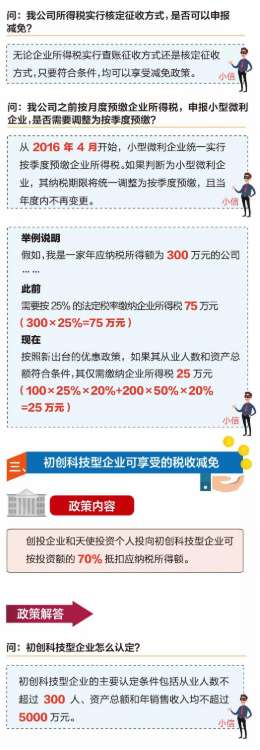 问：我公司所得税实行核定征收方式，是否可以申报
减免？
无论企业所得税实行查账征收方式还是核定征收
方式，只要符合条件，均可以享受减免政策。
小信
问：我公司之前按月度预缴企业所得税，申报小型微利
企业，是否需要调整为按季度预缴？
从 2016 年 4 月开始，小型微利企业统一实行
按季度预缴企业所得税。如果判断为小型微利企
业，其纳税期限将统一调整为按季度预缴，且当
年度内不再变更。
小信
举例说明
假如，我是一家年应纳税所得额为 300 万元的公司
……
此前
需要按 25% 的法定税率缴纳企业所得税 75 万元
（300×25%=75 万元）
现在
按照新出台的优惠政策，如果其从业人数和资产总
额符合条件，其仅需缴纳企业所得税 25 万元
（100×25%×20%+200×50%×20%
=25 万元）
小信
三、初创科技型企业可享受的税收减免
政策内容
创投企业和天使投资个人投向初创科技型企业可
按投资额的 70% 抵扣应纳税所得额。
政策解答
问：初创科技型企业怎么认定？
初创科技型企业的主要认定条件包括从业人数不
超过 300 人、资产总额和年销售收入均不超过
5000 万元。
小信